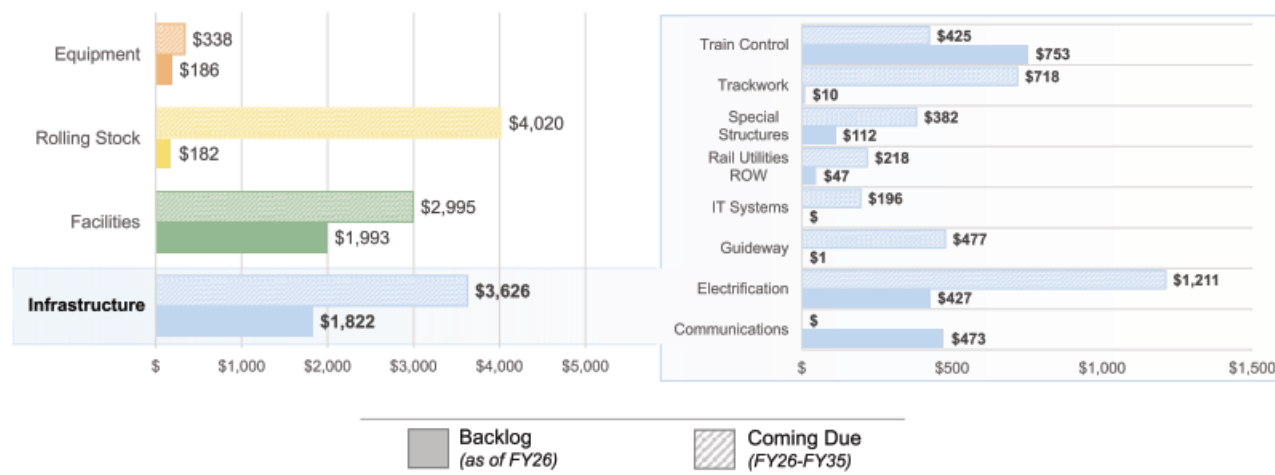 Equipment
$338
$186
Rolling Stock
$4,020
$182
Facilities
$2,995
$1,993
Infrastructure
$3,626
$1,822
$ $1,000 $2,000 $3,000 $4,000 $5,000
Train Control
$425
$753
Trackwork
$718
$10
Special
Structures
$382
$112
Rail Utilities
ROW
$218
$47
IT Systems
$196
$
Guideway
$477
$1
Electrification
$1,211
$427
Communications
$
$473
$ $500 $1,000 $1,500
Backlog
(as of FY26)
Coming Due
(FY26-FY35)